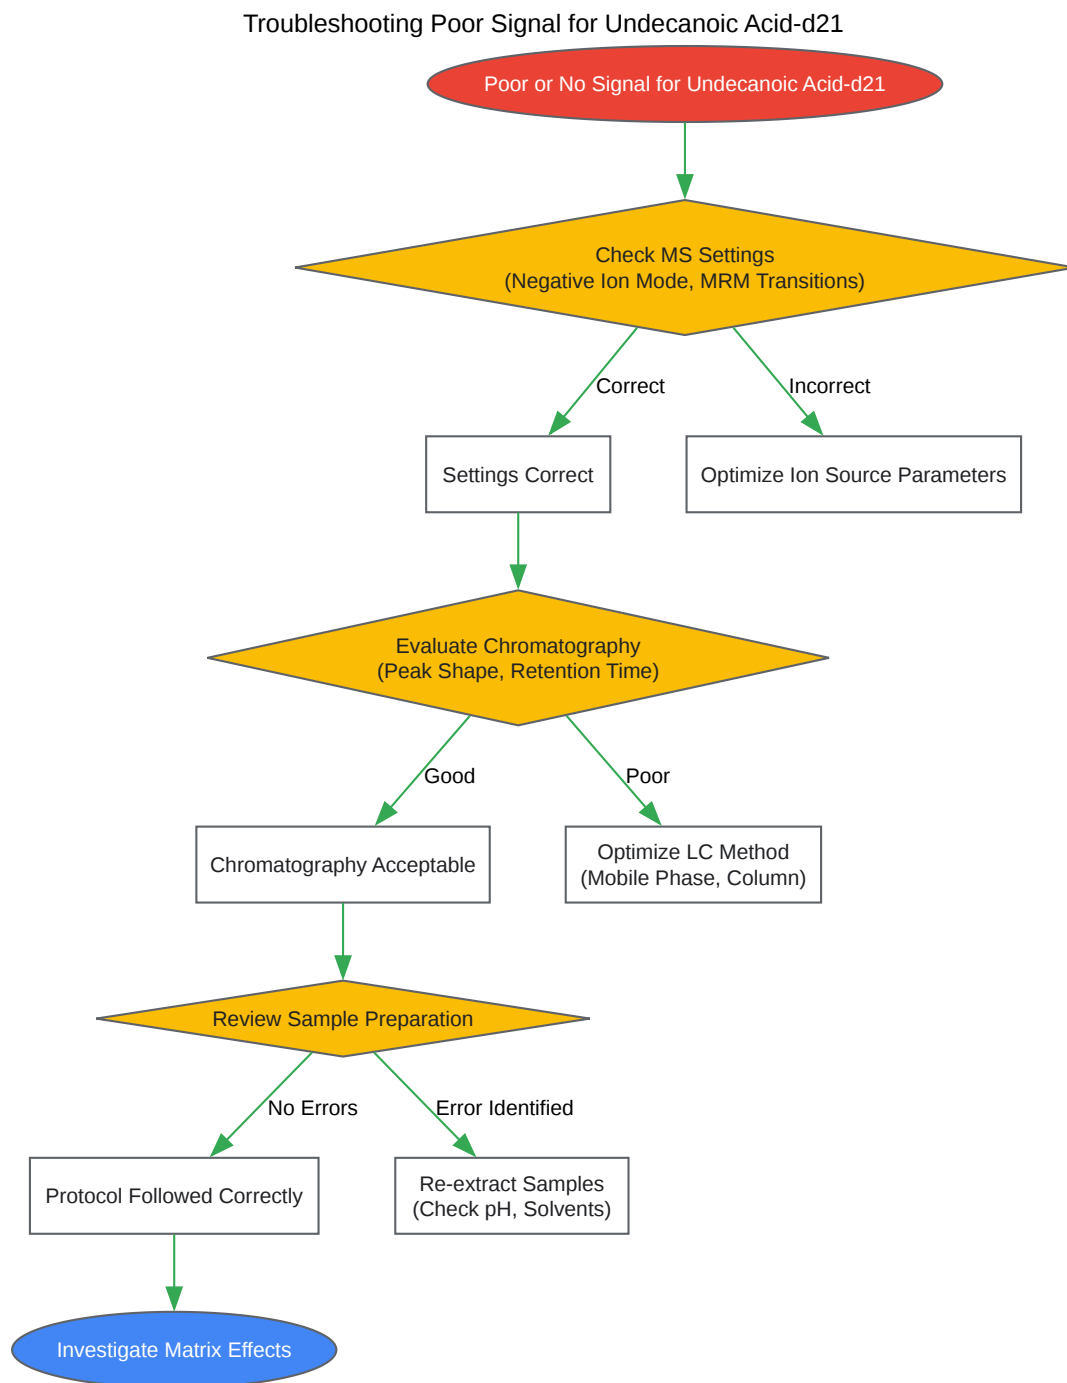 Troubleshooting Poor Signal for Undecanoic Acid-d21
Poor or No Signal for Undecanoic Acid-d21
Check MS Settings
(Negative Ion Mode, MRM Transitions)
Correct
Incorrect
Settings Correct
Optimize Ion Source Parameters
Evaluate Chromatography
(Peak Shape, Retention Time)
Good
Poor
Chromatography Acceptable
Optimize LC Method
(Mobile Phase, Column)
Review Sample Preparation
No Errors
Error Identified
Protocol Followed Correctly
Re-extract Samples
(Check pH, Solvents)
Investigate Matrix Effects